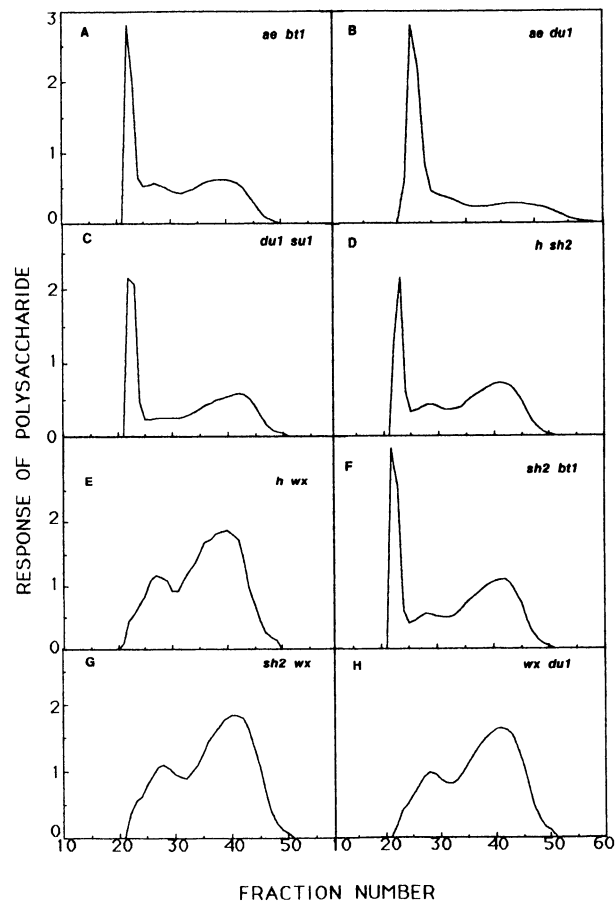 A ae bt1
B ae du1
3
2
1
0
C du1 su1
D h sh2
2
1
0
E h wx
F sh2 bt1
2
1
0
G sh2 wx
H wx du1
2
1
0
10 20 30 40 50 10 20 30 40 50 60
RESPONSE OF POLYSACCHARIDE
FRACTION NUMBER